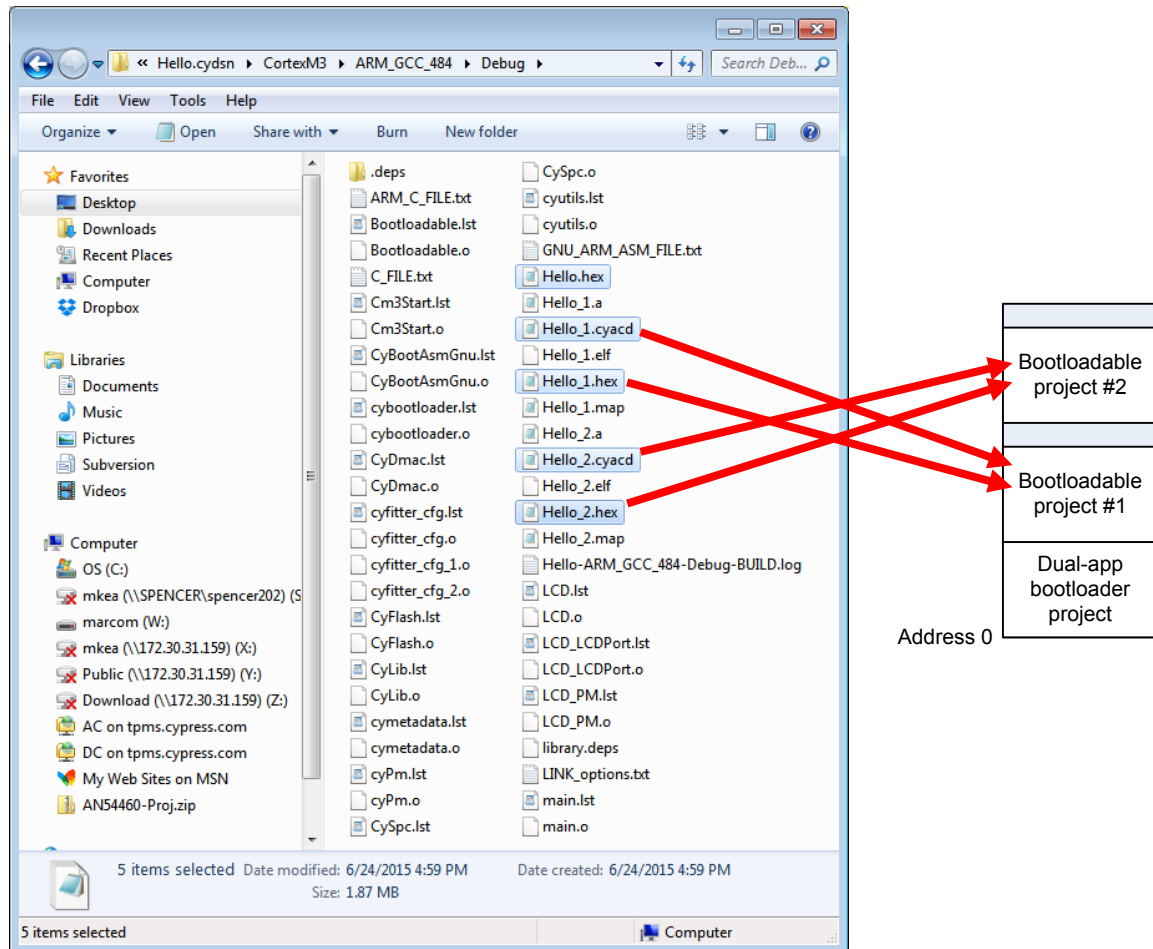 « Hello.cydsn ▸ CortexM3 ▸ ARM_GCC_484 ▸ Debug ▸
Search Deb...
File Edit View Tools Help
Organize ▾ Open Share with ▾ Burn New folder
Favorites
Desktop
Downloads
Recent Places
Computer
Dropbox
Libraries
Documents
Music
Pictures
Subversion
Videos
Computer
OS (C:)
mkea (\\SPENCER\spencer202) (S
marcom (W:)
mkea (\\172.30.31.159) (X:)
Public (\\172.30.31.159) (Y:)
Download (\\172.30.31.159) (Z:)
AC on tpms.cypress.com
DC on tpms.cypress.com
My Web Sites on MSN
AN54460-Proj.zip
.deps
ARM_C_FILE.txt
Bootloadable.lst
Bootloadable.o
C_FILE.txt
Cm3Start.lst
Cm3Start.o
CyBootAsmGnu.lst
CyBootAsmGnu.o
cybootloader.lst
cybootloader.o
CyDmac.lst
CyDmac.o
cyfitter_cfg.lst
cyfitter_cfg.o
cyfitter_cfg_1.o
cyfitter_cfg_2.o
CyFlash.lst
CyFlash.o
CyLib.lst
CyLib.o
cymetadata.lst
cymetadata.o
cyPm.lst
cyPm.o
CySpc.lst
CySpc.o
cyutils.lst
cyutils.o
GNU_ARM_ASM_FILE.txt
Hello.hex
Hello_1.a
Hello_1.cyacd
Hello_1.elf
Hello_1.hex
Hello_1.map
Hello_2.a
Hello_2.cyacd
Hello_2.elf
Hello_2.hex
Hello_2.map
Hello-ARM_GCC_484-Debug-BUILD.log
LCD.lst
LCD.o
LCD_LCDPort.lst
LCD_LCDPort.o
LCD_PM.lst
LCD_PM.o
library.deps
LINK_options.txt
main.lst
main.o
5 items selected Date modified: 6/24/2015 4:59 PM Date created: 6/24/2015 4:59 PM
Size: 1.87 MB
5 items selected
Computer
Bootloadable
project #2
Bootloadable
project #1
Dual-app
bootloader
project
Address 0